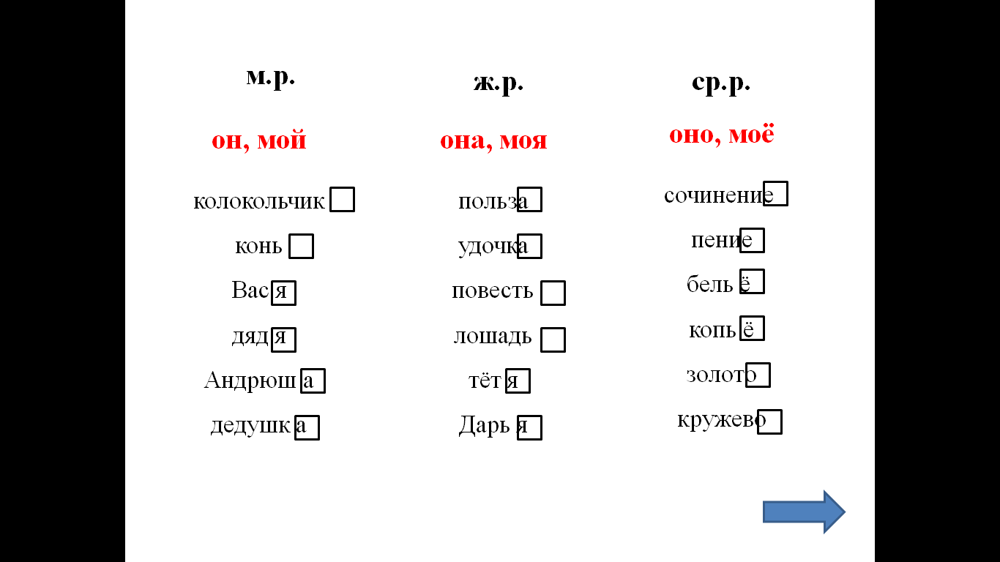 м.р.
ж.р.
ср.р.
он, мой
она, моя
оно, моё
колокольчик
польза
сочинение
конь
удочка
пение
Вася
повесть
бельё
дядя
лошадь
копьё
Андрюша
тётя
золото
дедушка
Дарья
кружево